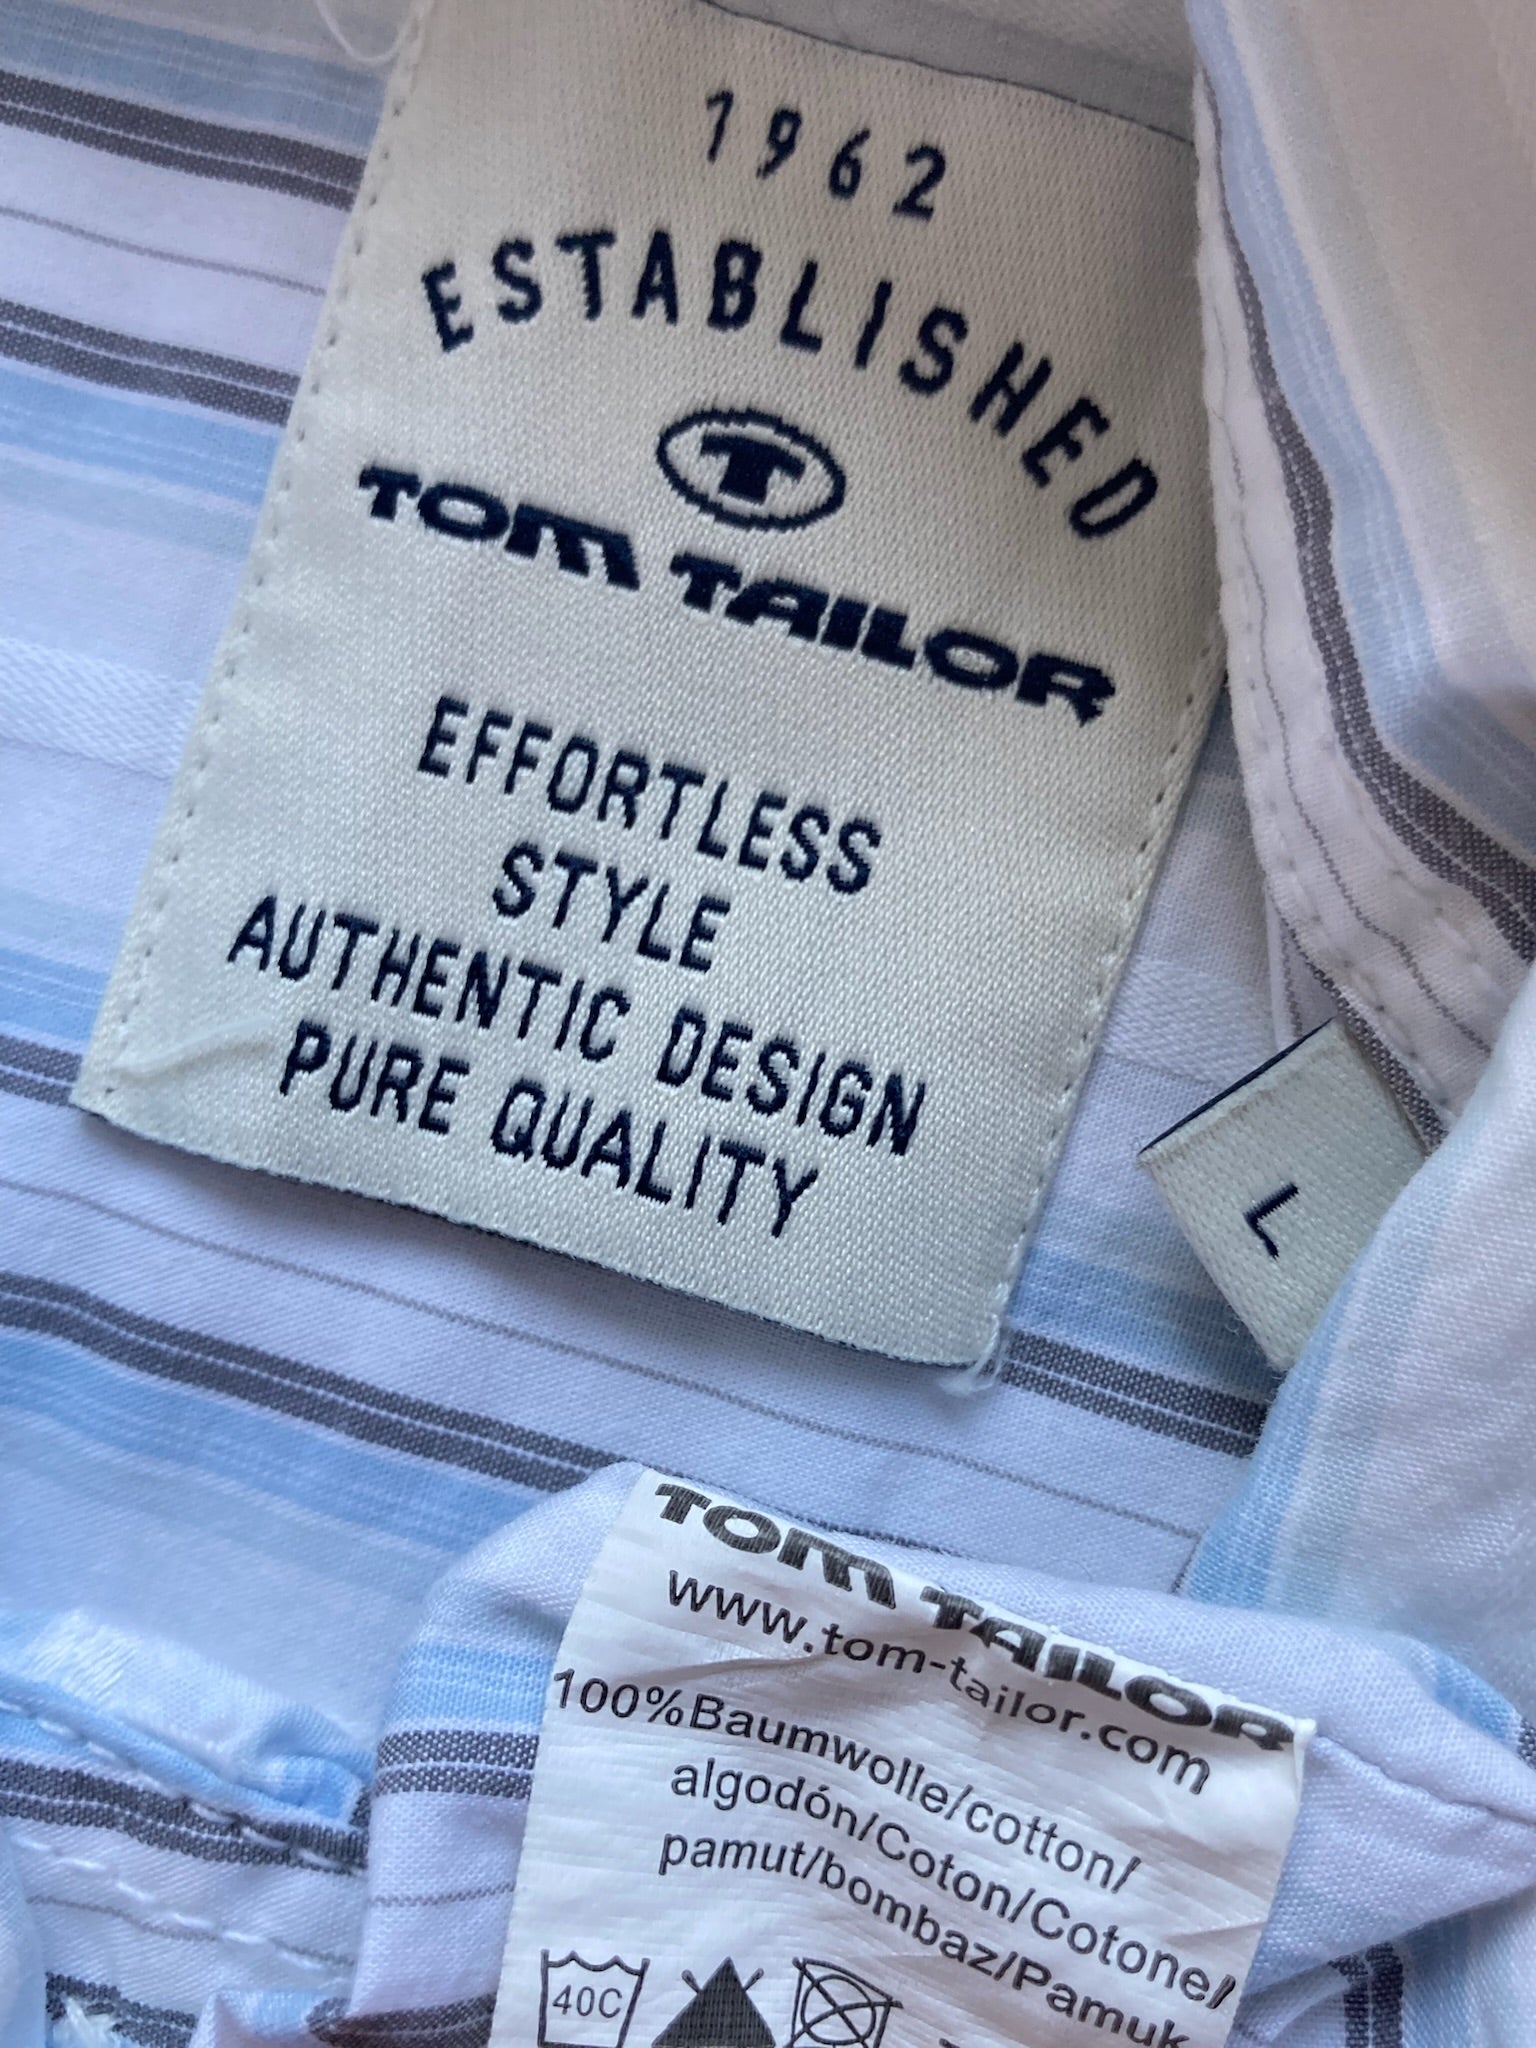 1962
ESTABLISHED
T
TOM TAILOR
EFFORTLESS
STYLE
AUTHENTIC DESIGN
PURE QUALITY
L
TOM TAILOR
www.tom-tailor.com
100%Baumwolle/cotton/
algodón/Coton/Cotone/
pamut/bombaz/Pamuk
40C